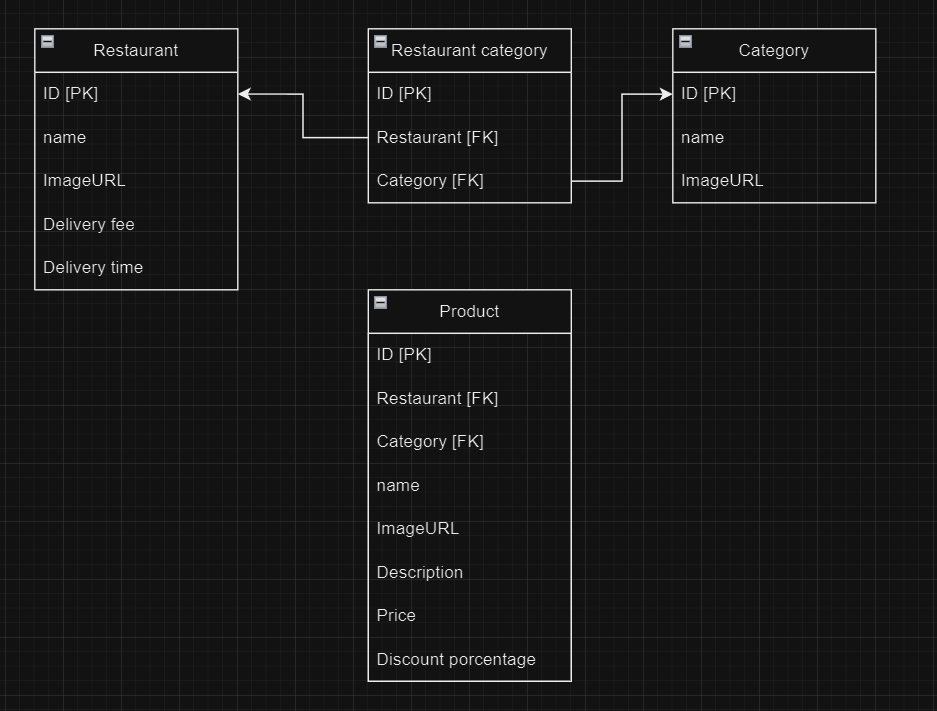 Restaurant
ID [PK]
name
ImageURL
Delivery fee
Delivery time
Restaurant category
ID [PK]
Restaurant [FK]
Category [FK]
Category
ID [PK]
name
ImageURL
Product
ID [PK]
Restaurant [FK]
Category [FK]
name
ImageURL
Description
Price
Discount porcentage